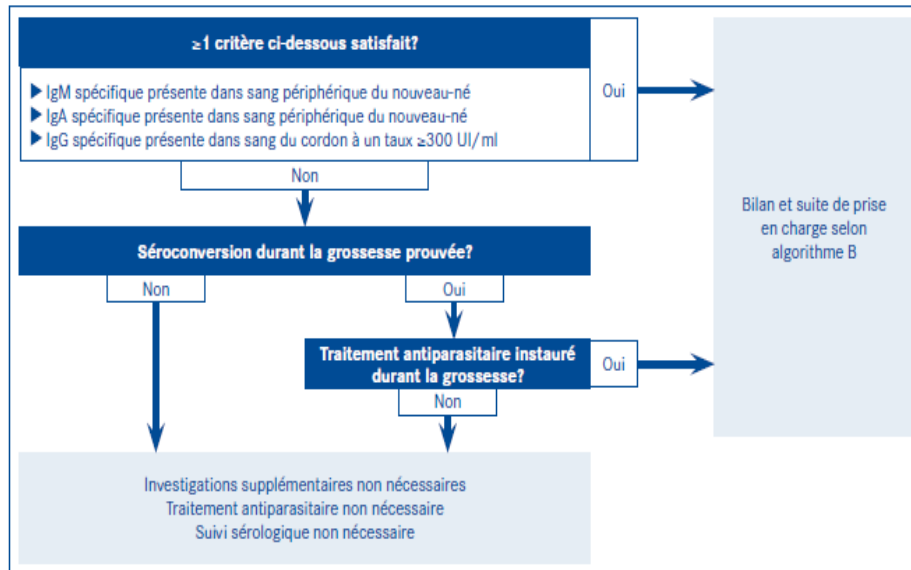 ≥1 critère ci-dessous satisfait?
▶ IgM spécifique présente dans sang périphérique du nouveau-né
▶ IgA spécifique présente dans sang périphérique du nouveau-né
▶ IgG spécifique présente dans sang du cordon à un taux ≥300 UI/ml
Oui
Non
Bilan et suite de prise
en charge selon
algorithme B
Séroconversion durant la grossesse prouvée?
Non
Oui
Traitement antiparasitaire instauré
durant la grossesse?
Oui
Non
Investigations supplémentaires non nécessaires
Traitement antiparasitaire non nécessaire
Suivi sérologique non nécessaire